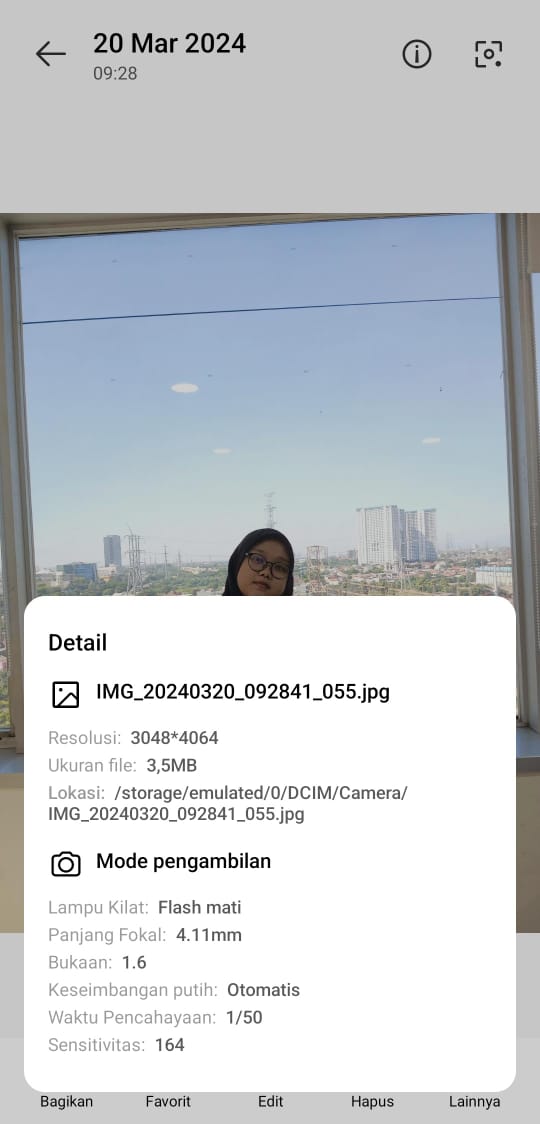 20 Mar 2024
09:28
Detail
IMG_20240320_092841_055.jpg
Resolusi: 3048*4064
Ukuran file: 3,5MB
Lokasi: /storage/emulated/0/DCIM/Camera/
IMG_20240320_092841_055.jpg
Mode pengambilan
Lampu Kilat: Flash mati
Panjang Fokal: 4.11mm
Bukaan: 1.6
Keseimbangan putih: Otomatis
Waktu Pencahayaan: 1/50
Sensitivitas: 164
Bagikan Favorit Edit Hapus Lainnya